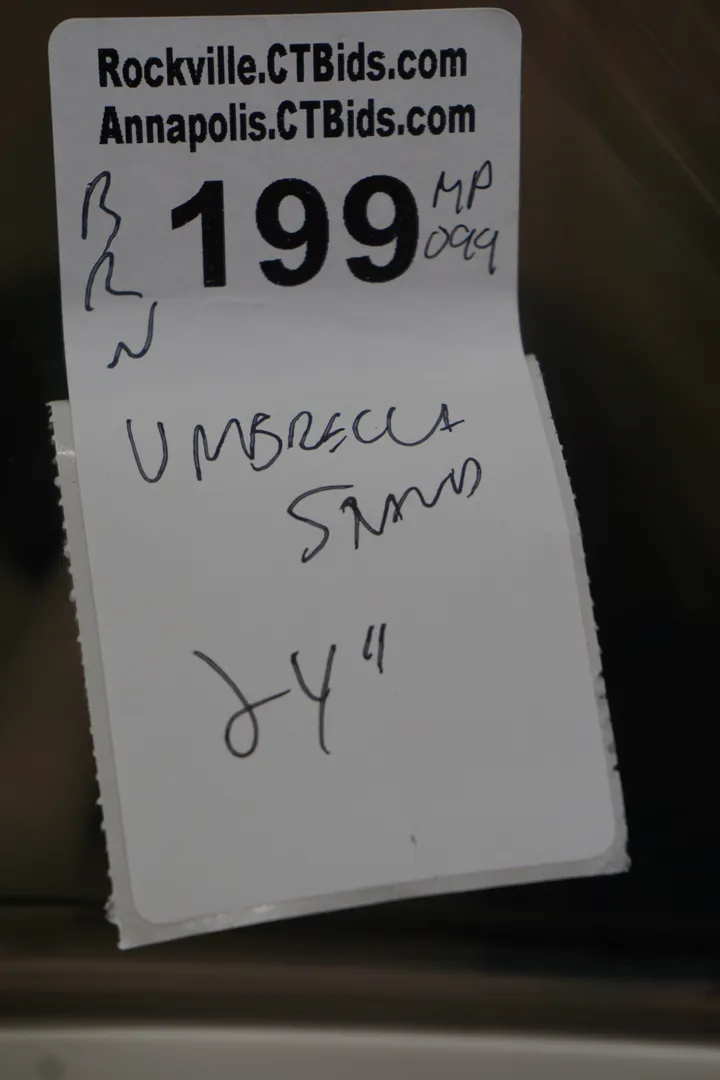 Rockville.CTBids.com
Annapolis.CTBids.com
B 199 MP
R 099
N
UMBRELLA
STAND
24"